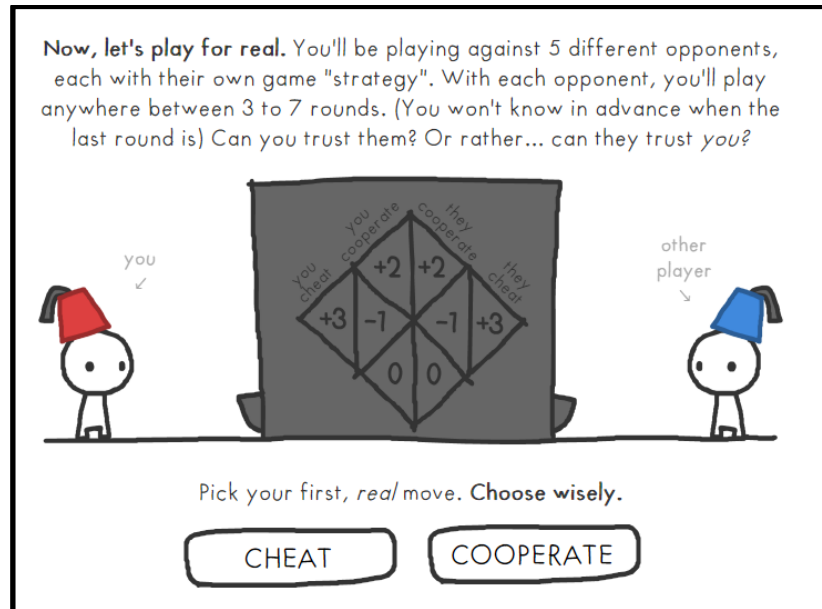 Now, let's play for real. You'll be playing against 5 different opponents,
each with their own game "strategy". With each opponent, you'll play
anywhere between 3 to 7 rounds. (You won't know in advance when the
last round is) Can you trust them? Or rather... can they trust you?
you
cooperate
they
cooperate
you
cheat
they
cheat
you
other
player
+2 +2
+3 -1 -1 +3
0 0
Pick your first, real move. Choose wisely.
CHEAT
COOPERATE